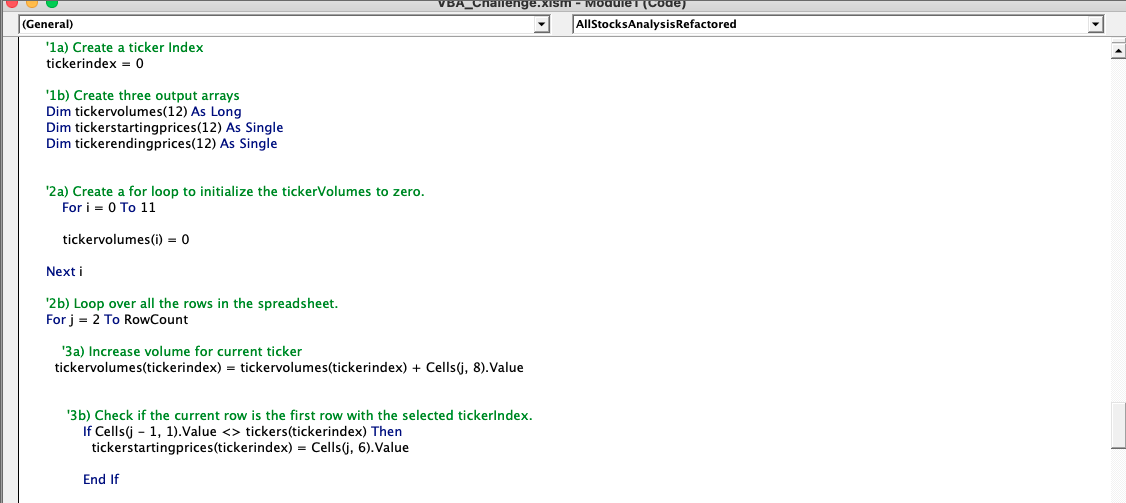 VBA_Challenge.xlsm - Module1 (Code)
(General)
AllStocksAnalysisRefactored
'1a) Create a ticker Index
tickerindex = 0
'1b) Create three output arrays
Dim tickervolumes(12) As Long
Dim tickerstartingprices(12) As Single
Dim tickerendingprices(12) As Single
'2a) Create a for loop to initialize the tickerVolumes to zero.
For i = 0 To 11
tickervolumes(i) = 0
Next i
'2b) Loop over all the rows in the spreadsheet.
For j = 2 To RowCount
'3a) Increase volume for current ticker
tickervolumes(tickerindex) = tickervolumes(tickerindex) + Cells(j, 8).Value
'3b) Check if the current row is the first row with the selected tickerIndex.
If Cells(j - 1, 1).Value <> tickers(tickerindex) Then
tickerstartingprices(tickerindex) = Cells(j, 6).Value
End If